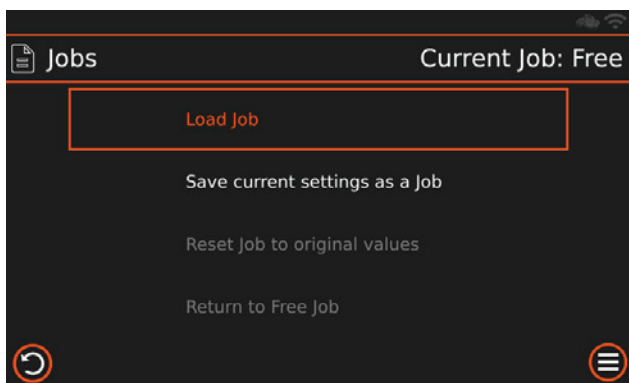 Jobs
Current Job: Free
Load Job
Save current settings as a Job
Reset Job to original values
Return to Free Job